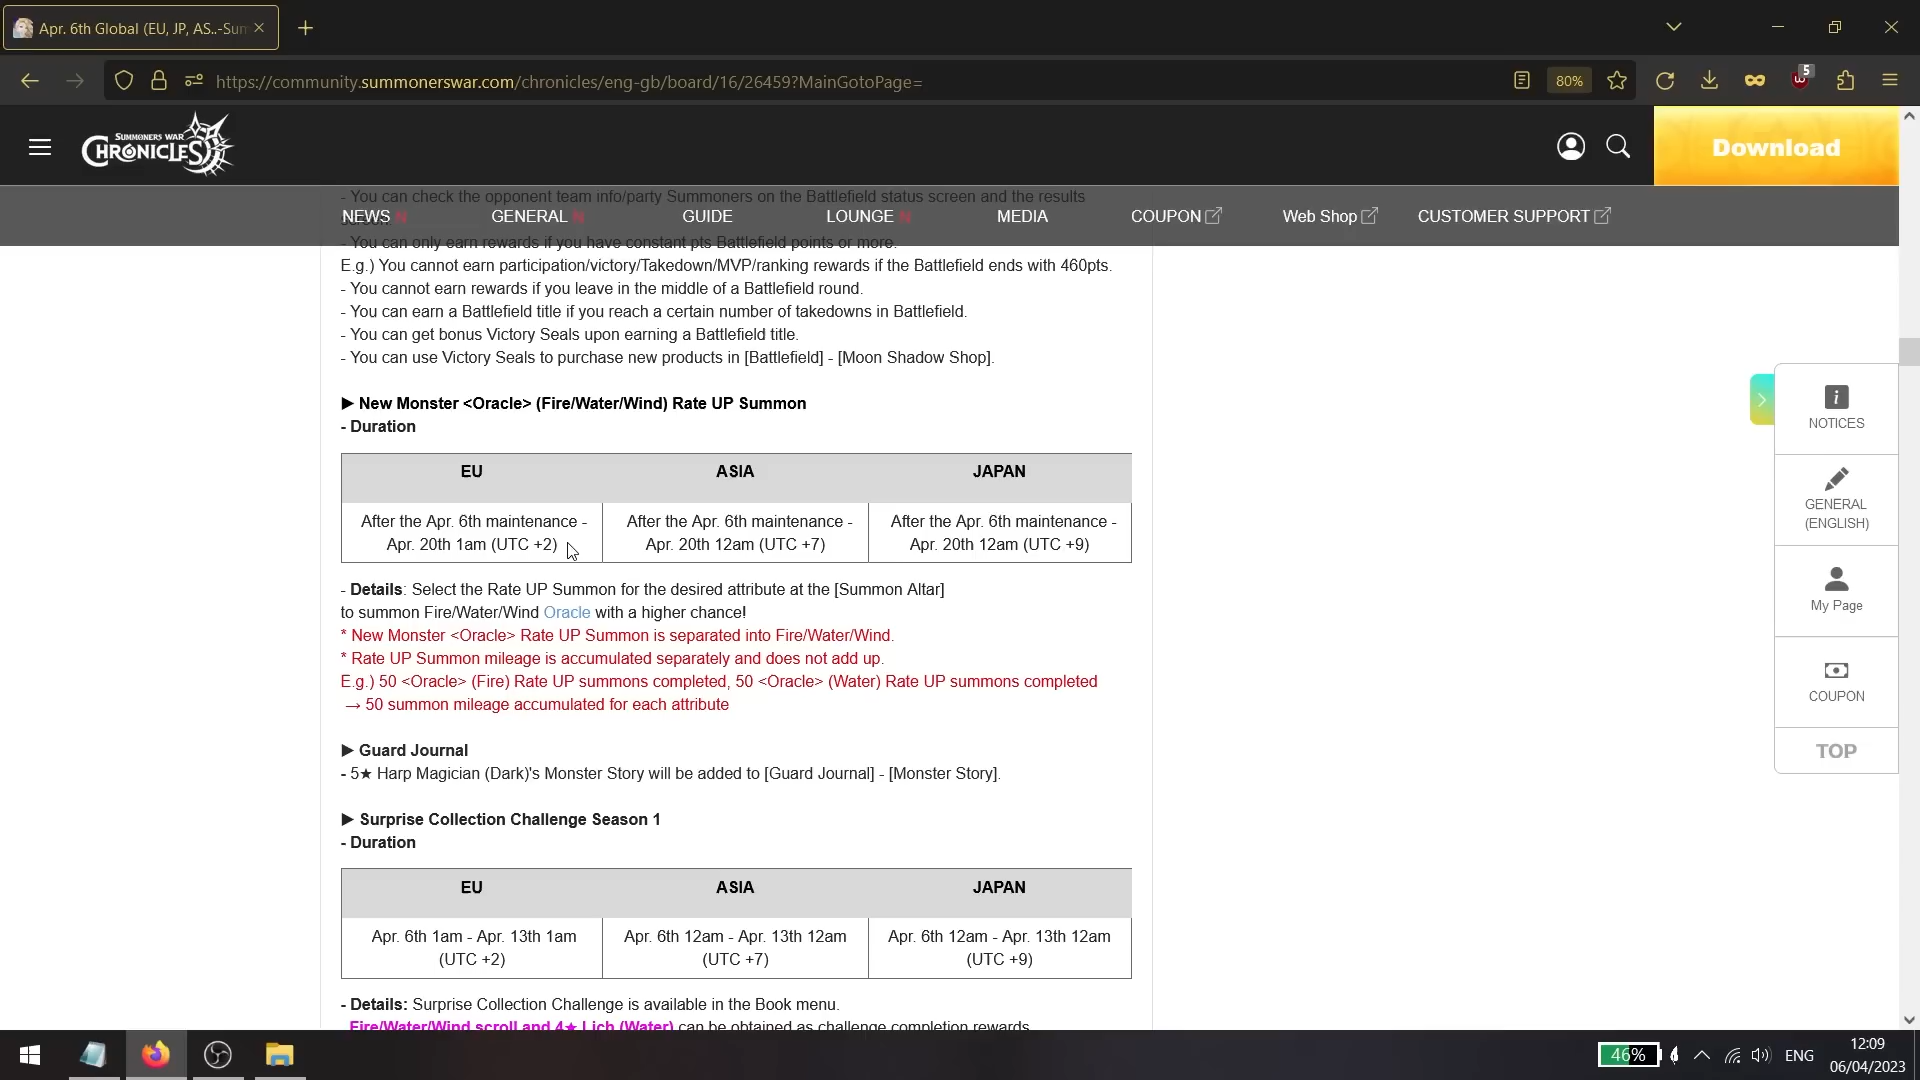 Apr. 6th Global (EU, JP, AS..-Sun
https://community.summonerswar.com/chronicles/eng-gb/board/16/26459?MainGotoPage=
80%
5
SUMMONERS WAR
CHRONICLES
Download
- You can check the opponent team info/party Summoners on the Battlefield status screen and the results
NEWS N
GENERAL N
GUIDE
LOUNGE N
MEDIA
COUPON
Web Shop
CUSTOMER SUPPORT
- You can only earn rewards if you have constant pts Battlefield points or more.
E.g.) You cannot earn participation/victory/Takedown/MVP/ranking rewards if the Battlefield ends with 460pts.
- You cannot earn rewards if you leave in the middle of a Battlefield round.
- You can earn a Battlefield title if you reach a certain number of takedowns in Battlefield.
- You can get bonus Victory Seals upon earning a Battlefield title.
- You can use Victory Seals to purchase new products in [Battlefield] - [Moon Shadow Shop].
▶ New Monster <Oracle> (Fire/Water/Wind) Rate UP Summon
- Duration
EU ASIA JAPAN
After the Apr. 6th maintenance - After the Apr. 6th maintenance - After the Apr. 6th maintenance -
Apr. 20th 1am (UTC +2) Apr. 20th 12am (UTC +7) Apr. 20th 12am (UTC +9)
- Details: Select the Rate UP Summon for the desired attribute at the [Summon Altar]
to summon Fire/Water/Wind Oracle with a higher chance!
* New Monster <Oracle> Rate UP Summon is separated into Fire/Water/Wind.
* Rate UP Summon mileage is accumulated separately and does not add up.
E.g.) 50 <Oracle> (Fire) Rate UP summons completed, 50 <Oracle> (Water) Rate UP summons completed
→ 50 summon mileage accumulated for each attribute
▶ Guard Journal
- 5★ Harp Magician (Dark)'s Monster Story will be added to [Guard Journal] - [Monster Story].
▶ Surprise Collection Challenge Season 1
- Duration
EU ASIA JAPAN
Apr. 6th 1am - Apr. 13th 1am Apr. 6th 12am - Apr. 13th 12am Apr. 6th 12am - Apr. 13th 12am
(UTC +2) (UTC +7) (UTC +9)
- Details: Surprise Collection Challenge is available in the Book menu.
Fire/Water/Wind scroll and 4★ Lich (Water) can be obtained as challenge completion rewards
NOTICES
GENERAL
(ENGLISH)
My Page
COUPON
TOP
46%
ENG
12:09
06/04/2023